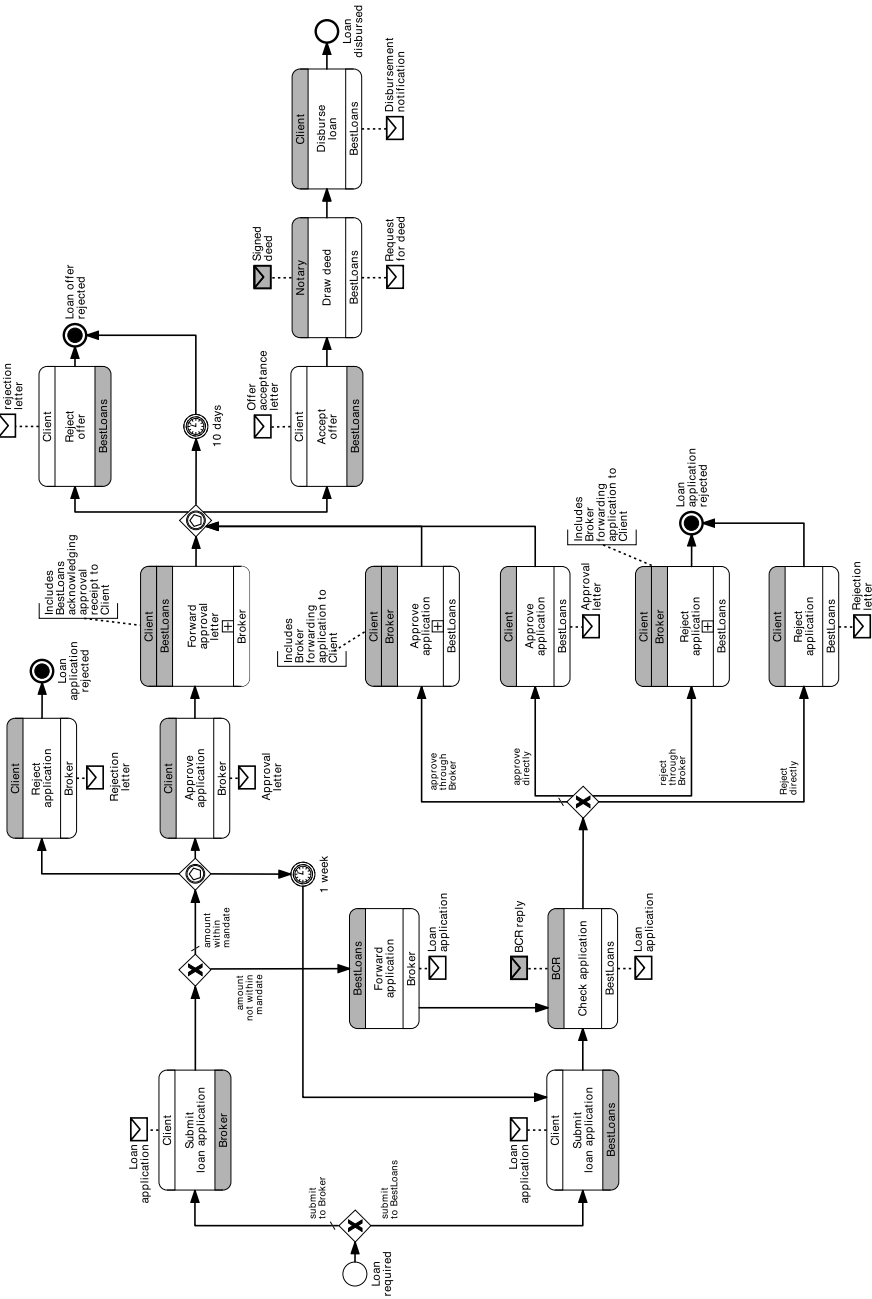 Loan
required
submit
to Broker
submit
to BestLoans
Loan
application
Client
Submit
loan application
Broker
Loan
application
Client
Submit
loan application
BestLoans
amount
within
mandate
amount
not within
mandate
BestLoans
Forward
application
Broker
Loan
application
BCR reply
BCR
Check application
BestLoans
Loan
application
1 week
Client
Reject
application
Broker
Rejection
letter
Loan
application
rejected
Client
Approve
application
Broker
Approval
letter
approve
through
Broker
approve
directly
reject
through
Broker
Reject
directly
Includes
BestLoans
acknowledging
approval
receipt to
Client
Client
BestLoans
Forward
approval
letter
Broker
Includes
Broker
forwarding
application to
Client
Client
Broker
Approve
application
BestLoans
Client
Approve
application
BestLoans
Approval
letter
Includes
Broker
forwarding
application to
Client
Client
Broker
Reject
application
BestLoans
Client
Reject
application
BestLoans
Rejection
letter
Loan
application
rejected
rejection
letter
Client
Reject
offer
BestLoans
Loan offer
rejected
10 days
Offer
acceptance
letter
Client
Accept
offer
BestLoans
Signed
deed
Notary
Draw deed
BestLoans
Request
for deed
Client
Disburse
loan
BestLoans
Disbursement
notification
Loan
disbursed